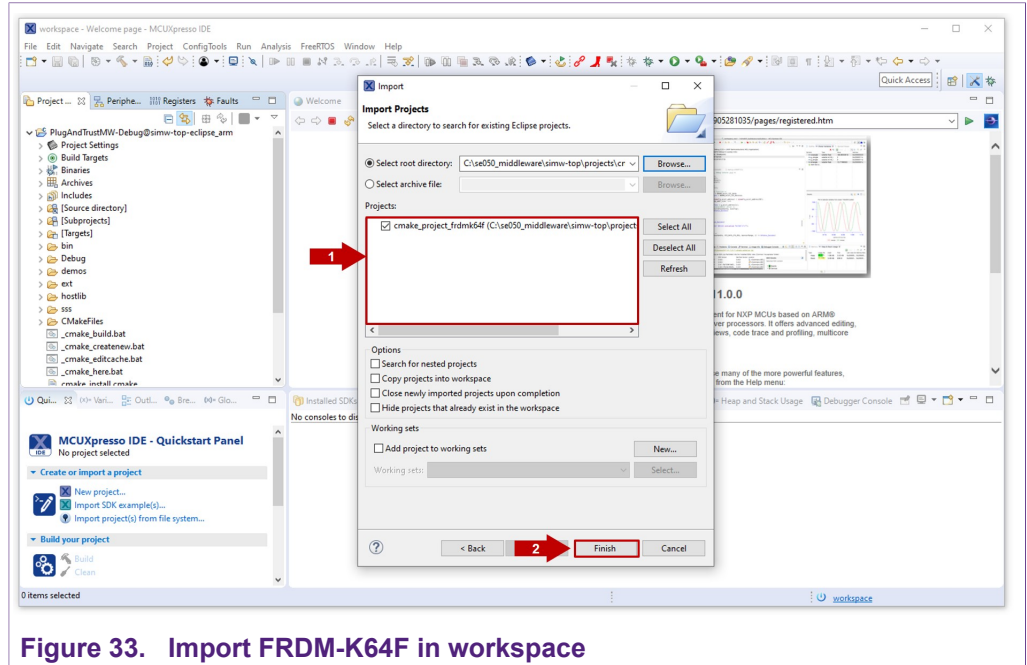 workspace - Welcome page - MCUXpresso IDE
File Edit Navigate Search Project ConfigTools Run Analysis FreeRTOS Window Help
Quick Access
Project... Periphe... Registers Faults
Welcome
PlugAndTrustMW-Debug@simw-top-eclipse_arm
Project Settings
Build Targets
Binaries
Archives
Includes
[Source directory]
[Subprojects]
[Targets]
bin
Debug
demos
ext
hostlib
sss
CMakeFiles
_cmake_build.bat
_cmake_createnew.bat
_cmake_editcache.bat
_cmake_here.bat
cmake_install.cmake
Import
Import Projects
Select a directory to search for existing Eclipse projects.
Select root directory: C:\se050_middleware\simw-top\projects\cr Browse...
Select archive file: Browse...
Projects:
cmake_project_frdmk64f (C:\se050_middleware\simw-top\project
Select All
Deselect All
Refresh
1
Options
Search for nested projects
Copy projects into workspace
Close newly imported projects upon completion
Hide projects that already exist in the workspace
Working sets
Add project to working sets New...
Working sets: Select...
< Back 2 Finish Cancel
905281035/pages/registered.htm
11.0.0
ent for NXP MCUs based on ARM®
ver processors. It offers advanced editing,
iews, code trace and profiling, multicore
e many of the more powerful features,
from the Help menu:
Qui... Vari... Outl... Bre... Glo...
Installed SDKs
Heap and Stack Usage Debugger Console
No consoles to dis
MCUXpresso IDE - Quickstart Panel
IDE No project selected
Create or import a project
New project...
Import SDK example(s)...
Import project(s) from file system...
Build your project
Build
Clean
0 items selected
workspace
Figure 33. Import FRDM-K64F in workspace